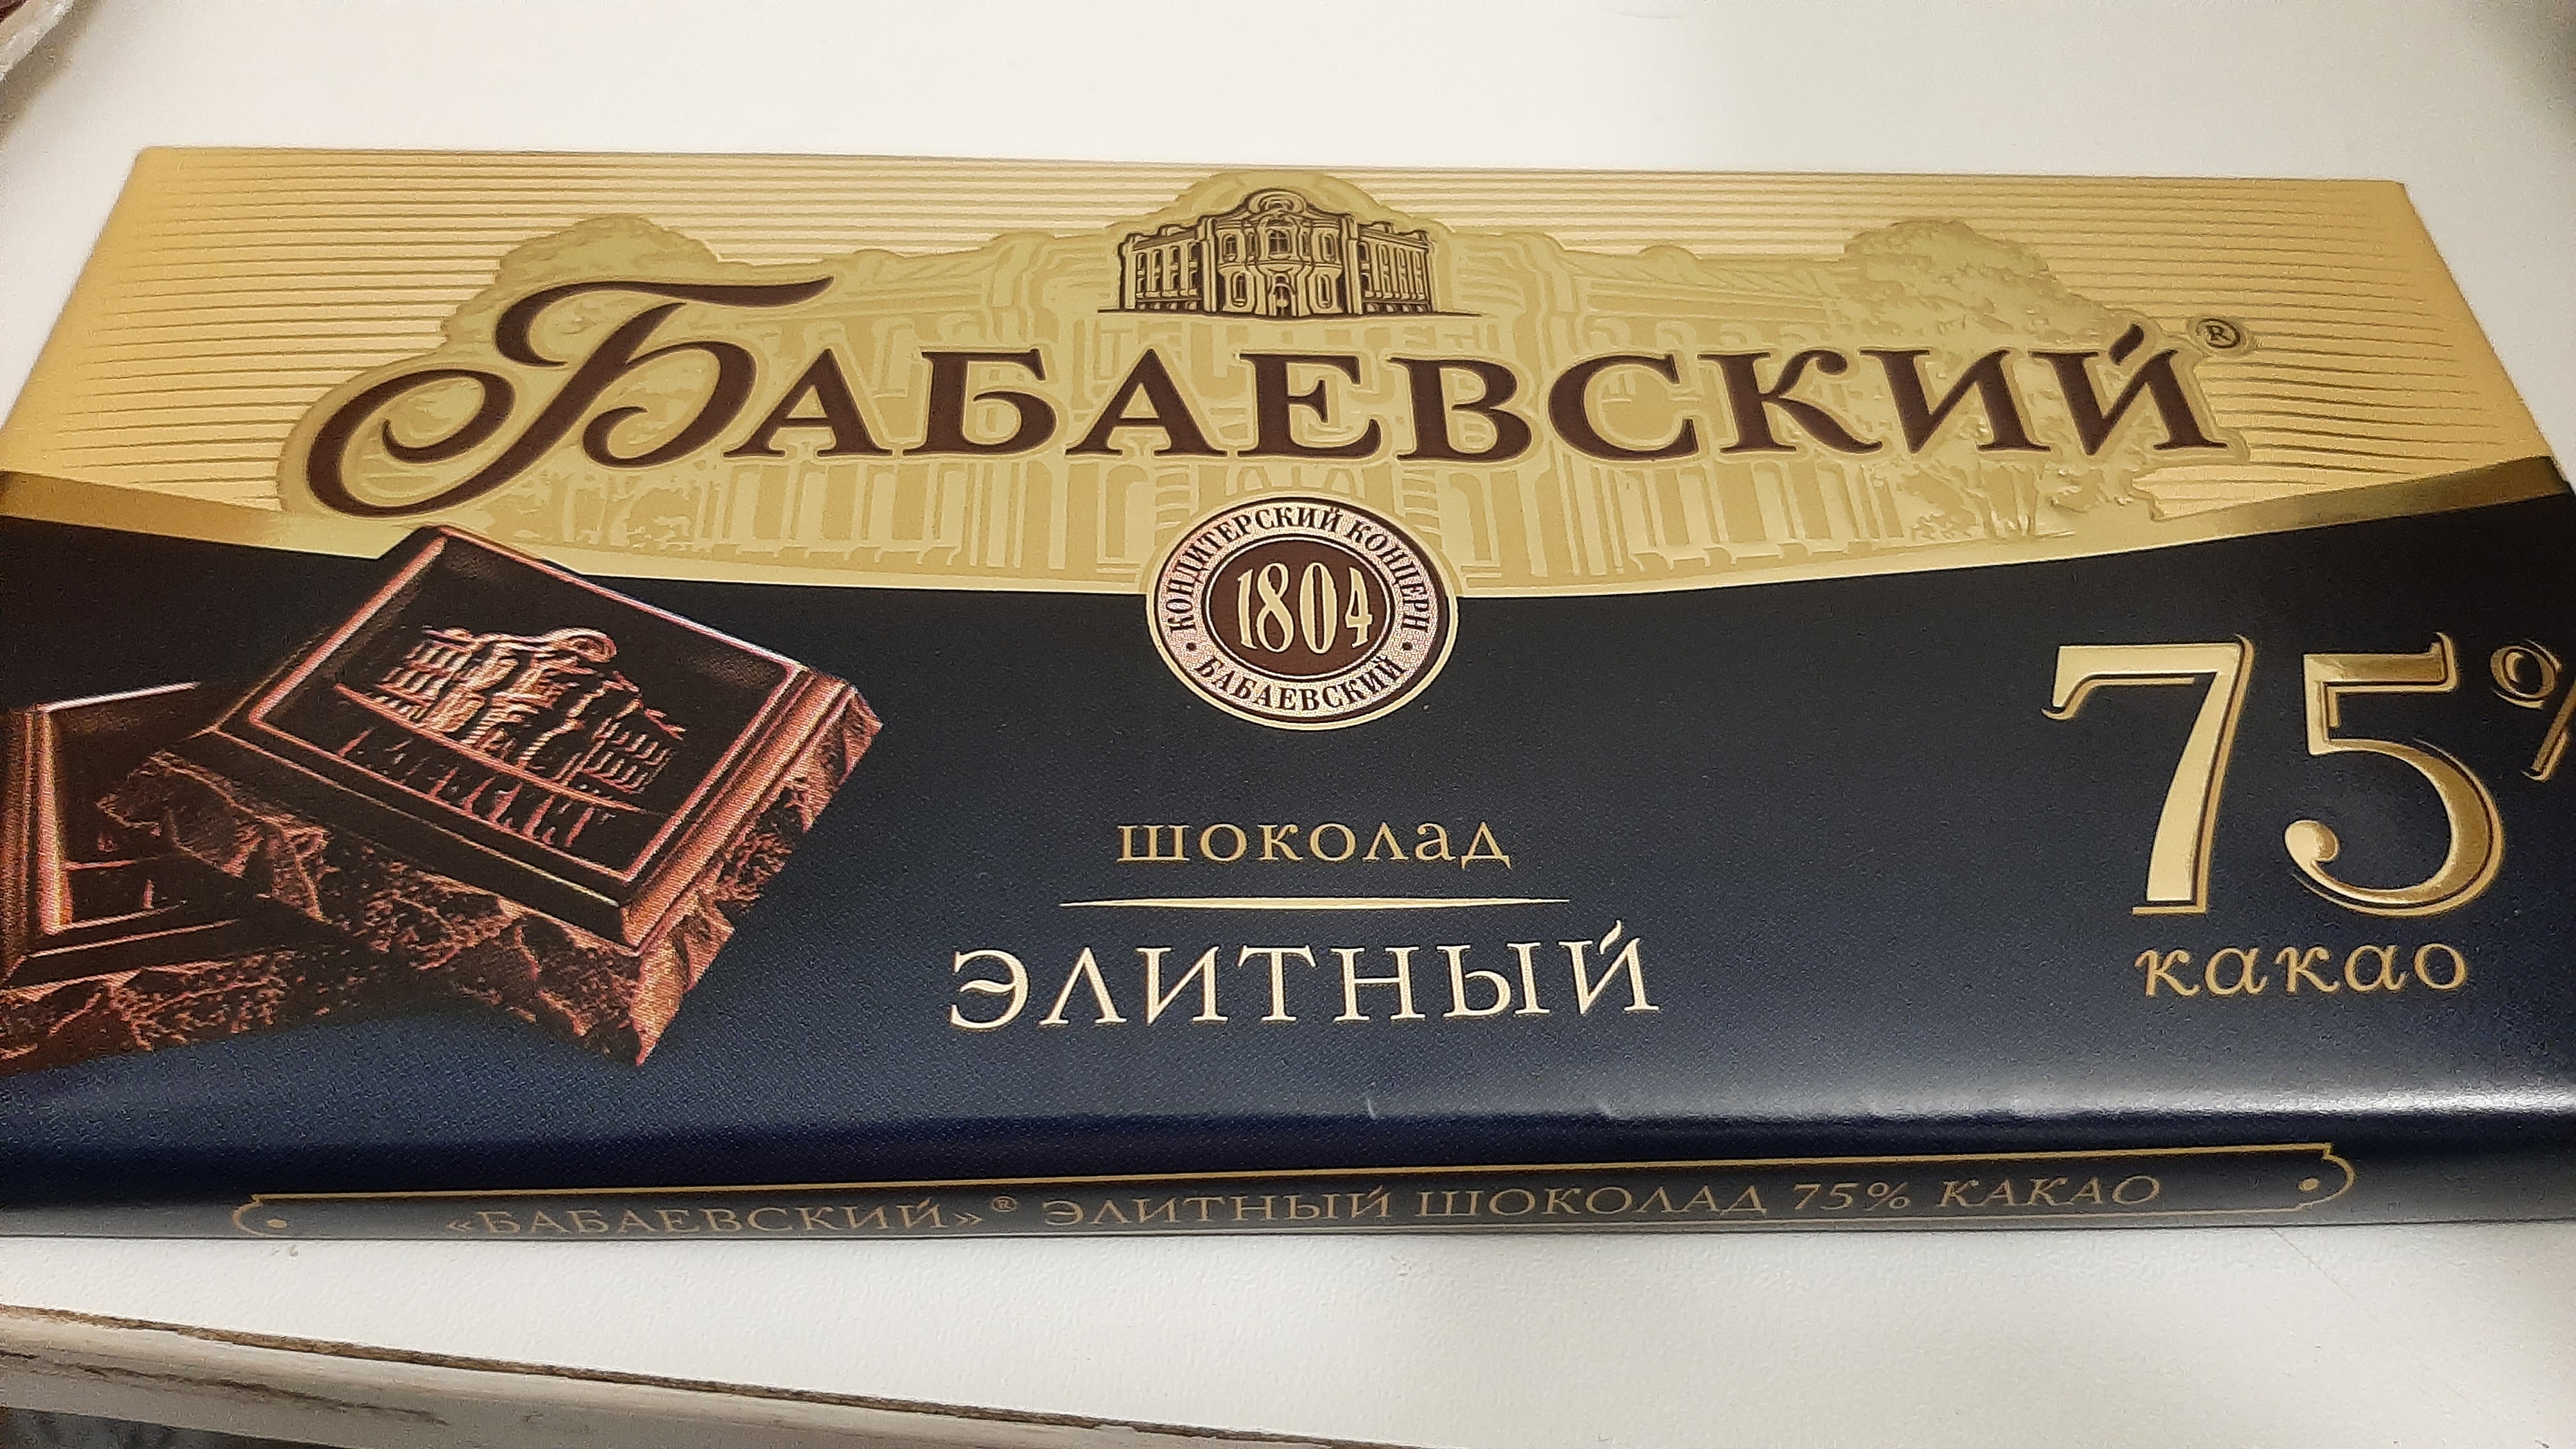 БАБАЕВСКИЙ®
КОНДИТЕРСКИЙ КОНЦЕРН
1804
• БАБАЕВСКИЙ •
75%
какао
шоколад
ЭЛИТНЫЙ
«БАБАЕВСКИЙ»® ЭЛИТНЫЙ ШОКОЛАД 75% КАКАО